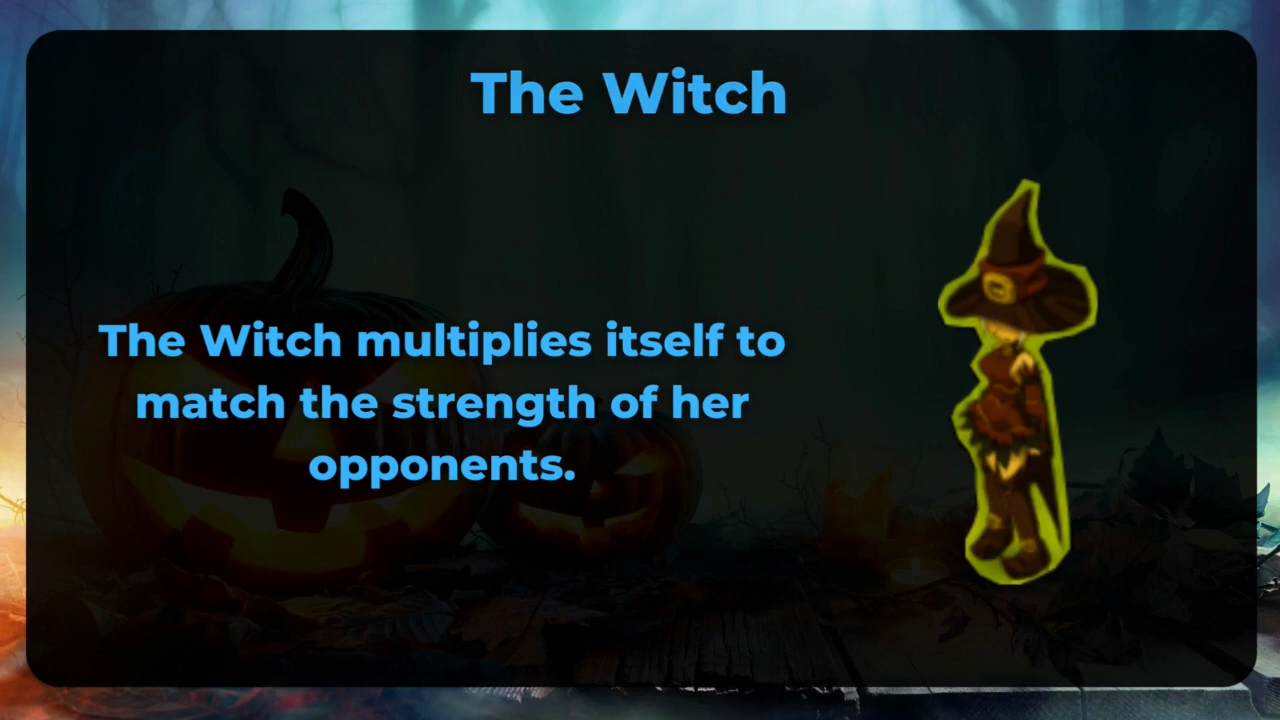 The Witch
The Witch multiplies itself to
match the strength of her
opponents.